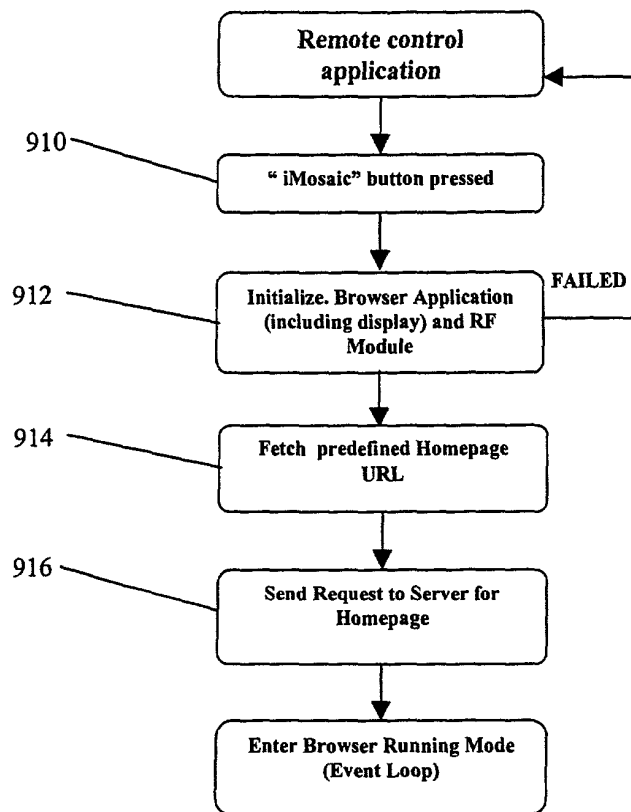 Remote control
application
910
“ iMosaic” button pressed
912
Initialize. Browser Application
(including display) and RF
Module
FAILED
914
Fetch predefined Homepage
URL
916
Send Request to Server for
Homepage
Enter Browser Running Mode
(Event Loop)